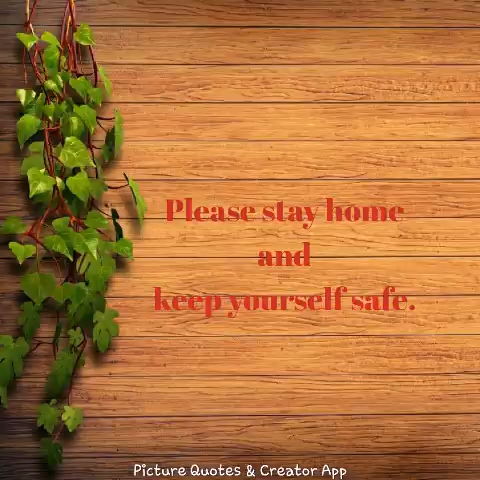 Please stay home
and
keep yourself safe.
Picture Quotes & Creator App